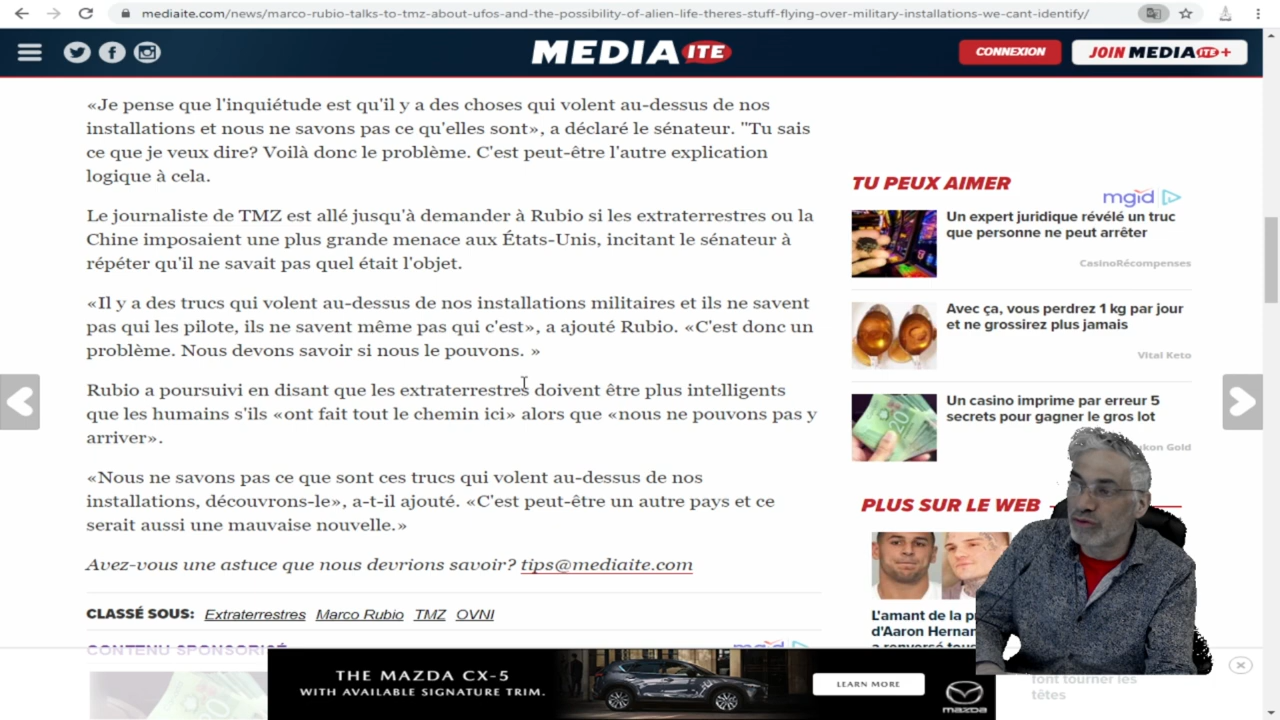 mediaite.com/news/marco-rubio-talks-to-tmz-about-ufos-and-the-possibility-of-alien-life-theres-stuff-flying-over-military-installations-we-cant-identify/
MEDIAITE
CONNEXION
JOIN MEDIAITE+
«Je pense que l'inquiétude est qu'il y a des choses qui volent au-dessus de nos
installations et nous ne savons pas ce qu'elles sont», a déclaré le sénateur. "Tu sais
ce que je veux dire? Voilà donc le problème. C'est peut-être l'autre explication
logique à cela.
Le journaliste de TMZ est allé jusqu'à demander à Rubio si les extraterrestres ou la
Chine imposaient une plus grande menace aux États-Unis, incitant le sénateur à
répéter qu'il ne savait pas quel était l'objet.
«Il y a des trucs qui volent au-dessus de nos installations militaires et ils ne savent
pas qui les pilote, ils ne savent même pas qui c'est», a ajouté Rubio. «C'est donc un
problème. Nous devons savoir si nous le pouvons. »
Rubio a poursuivi en disant que les extraterrestres doivent être plus intelligents
que les humains s'ils «ont fait tout le chemin ici» alors que «nous ne pouvons pas y
arriver».
«Nous ne savons pas ce que sont ces trucs qui volent au-dessus de nos
installations, découvrons-le», a-t-il ajouté. «C'est peut-être un autre pays et ce
serait aussi une mauvaise nouvelle.»
Avez-vous une astuce que nous devrions savoir? tips@mediaite.com
CLASSÉ SOUS: Extraterrestres Marco Rubio TMZ OVNI
CONTENU SPONSORISÉ
TU PEUX AIMER
mgid
Un expert juridique révélé un truc
que personne ne peut arrêter
CasinoRécompenses
Avec ça, vous perdrez 1 kg par jour
et ne grossirez plus jamais
Vital Keto
Un casino imprime par erreur 5
secrets pour gagner le gros lot
Gold
PLUS SUR LE WEB
L'amant de la
d'Aaron
font tourner les
têtes
THE MAZDA CX-5
WITH AVAILABLE SIGNATURE TRIM.
LEARN MORE
mazda